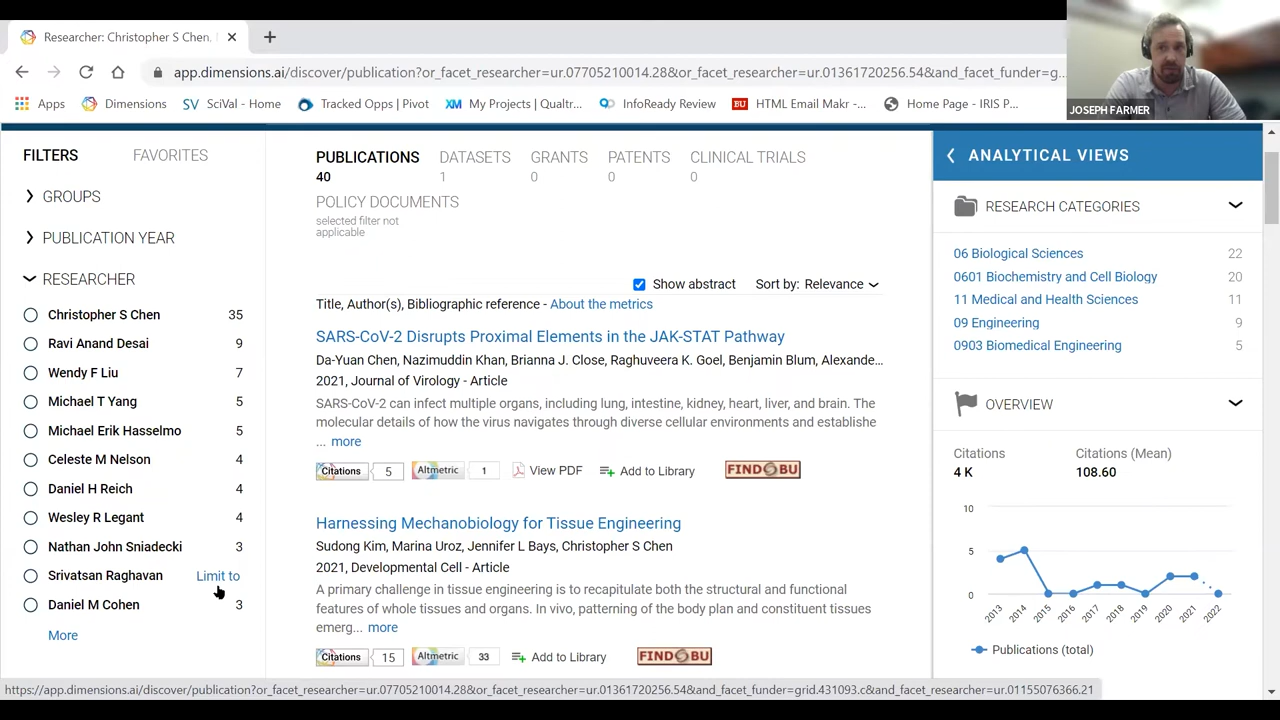 Researcher: Christopher S Chen,
app.dimensions.ai/discover/publication?or_facet_researcher=ur.07705210014.28&or_facet_researcher=ur.01361720256.54&and_facet_funder=g...
Apps Dimensions SV SciVal - Home Tracked Opps | Pivot XM My Projects | Qualtr... InfoReady Review BU HTML Email Makr -... Home Page - IRIS P...
JOSEPH FARMER
FILTERS FAVORITES
GROUPS
PUBLICATION YEAR
RESEARCHER
Christopher S Chen 35
Ravi Anand Desai 9
Wendy F Liu 7
Michael T Yang 5
Michael Erik Hasselmo 5
Celeste M Nelson 4
Daniel H Reich 4
Wesley R Legant 4
Nathan John Sniadecki 3
Srivatsan Raghavan Limit to
Daniel M Cohen 3
More
PUBLICATIONS DATASETS GRANTS PATENTS CLINICAL TRIALS
40 1 0 0 0
POLICY DOCUMENTS
selected filter not
applicable
Show abstract Sort by: Relevance
Title, Author(s), Bibliographic reference - About the metrics
SARS-CoV-2 Disrupts Proximal Elements in the JAK-STAT Pathway
Da-Yuan Chen, Nazimuddin Khan, Brianna J. Close, Raghuveera K. Goel, Benjamin Blum, Alexande...
2021, Journal of Virology - Article
SARS-CoV-2 can infect multiple organs, including lung, intestine, kidney, heart, liver, and brain. The
molecular details of how the virus navigates through diverse cellular environments and establishe
... more
Citations 5 Altmetric 1 View PDF Add to Library FIND@BU
Harnessing Mechanobiology for Tissue Engineering
Sudong Kim, Marina Uroz, Jennifer L Bays, Christopher S Chen
2021, Developmental Cell - Article
A primary challenge in tissue engineering is to recapitulate both the structural and functional
features of whole tissues and organs. In vivo, patterning of the body plan and constituent tissues
emerg... more
Citations 15 Altmetric 33 Add to Library FIND@BU
ANALYTICAL VIEWS
RESEARCH CATEGORIES
06 Biological Sciences 22
0601 Biochemistry and Cell Biology 20
11 Medical and Health Sciences 11
09 Engineering 9
0903 Biomedical Engineering 5
OVERVIEW
Citations Citations (Mean)
4 K 108.60
10
5
0
2013 2014 2015 2016 2017 2018 2019 2020 2021 2022
Publications (total)
https://app.dimensions.ai/discover/publication?or_facet_researcher=ur.07705210014.28&or_facet_researcher=ur.01361720256.54&and_facet_funder=grid.431093.c&and_facet_researcher=ur.01155076366.21